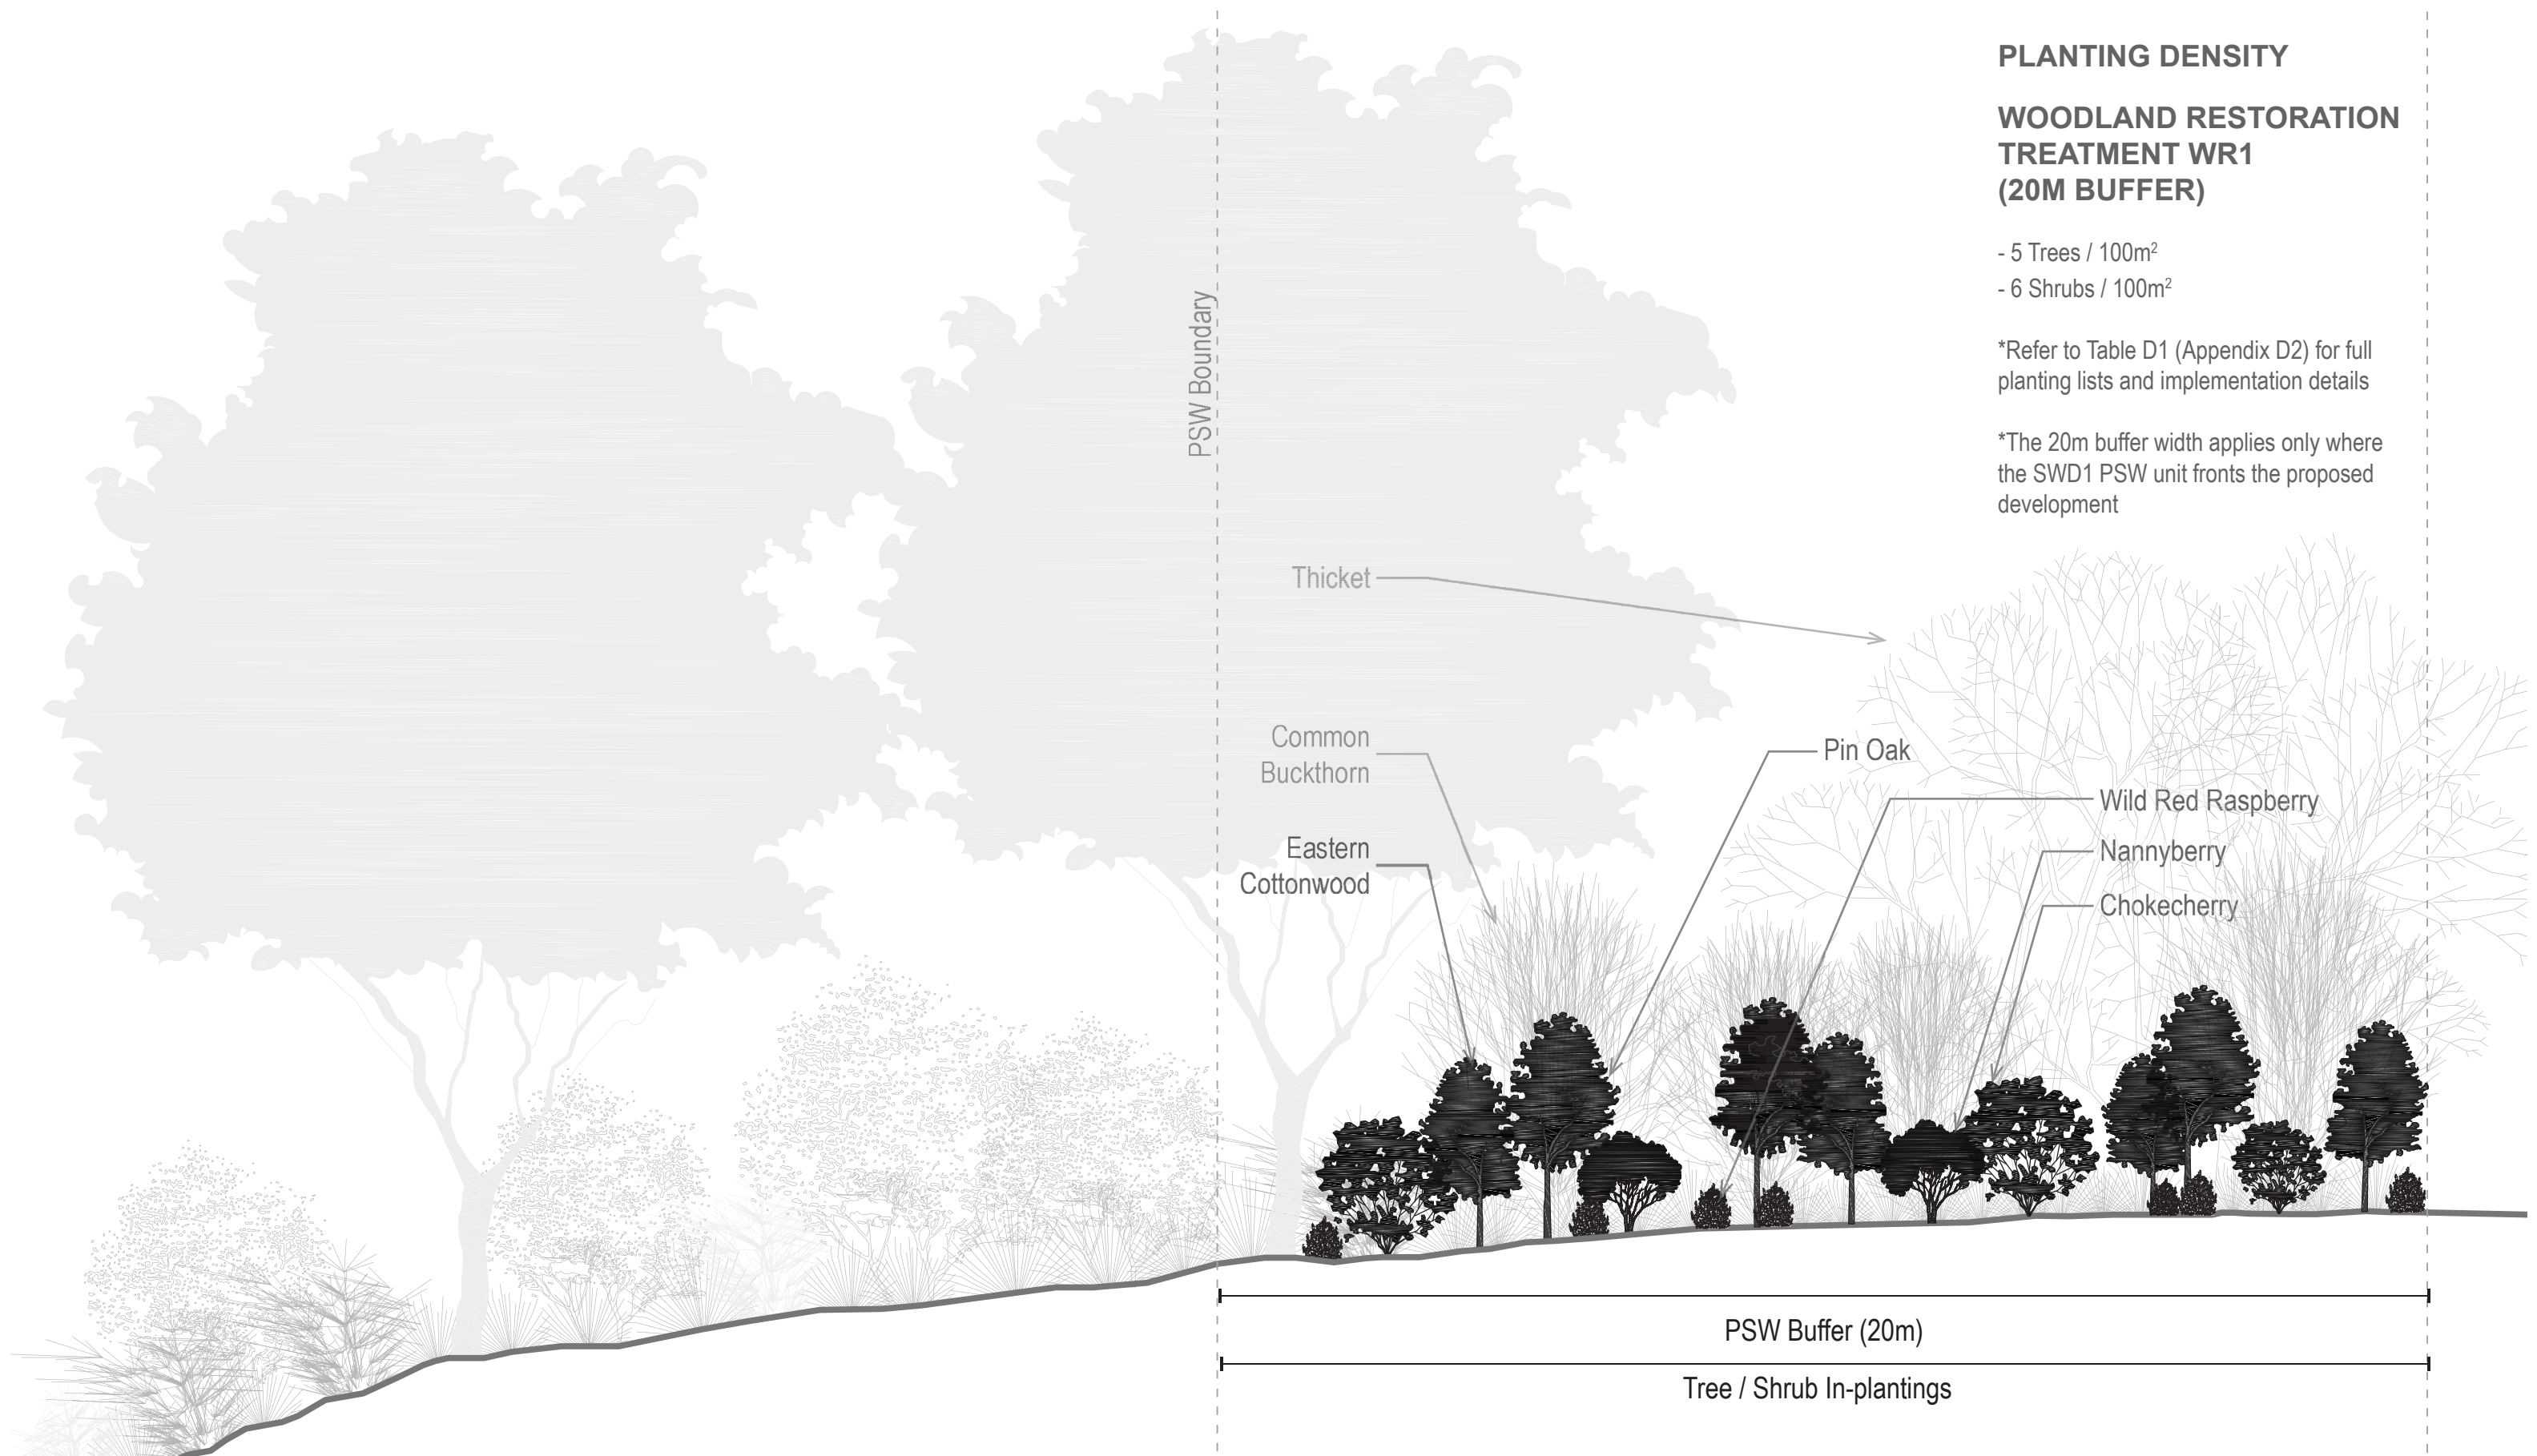 PLANTING DENSITY
WOODLAND RESTORATION
TREATMENT WR1
(20M BUFFER)
- 5 Trees / 100m²
- 6 Shrubs / 100m²
*Refer to Table D1 (Appendix D2) for full
planting lists and implementation details
*The 20m buffer width applies only where
the SWD1 PSW unit fronts the proposed
development
PSW Boundary
Thicket
Common
Buckthorn
Eastern
Cottonwood
Pin Oak
Wild Red Raspberry
Nannyberry
Chokecherry
PSW Buffer (20m)
Tree / Shrub In-plantings